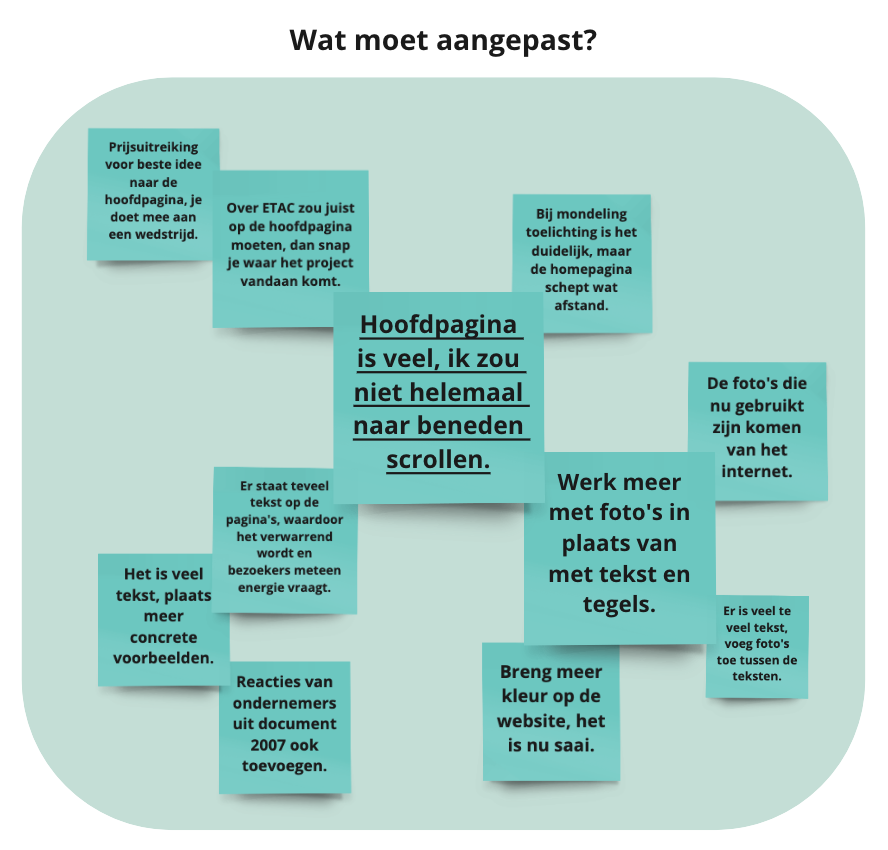 Wat moet aangepast?
Prijsuitreiking
voor beste idee
naar de
hoofdpagina, je
doet mee aan
een wedstrijd.
Over ETAC zou juist
op de hoofdpagina
moeten, dan snap
je waar het project
vandaan komt.
Bij mondeling
toelichting is het
duidelijk, maar
de homepagina
schept wat
afstand.
Hoofdpagina
is veel, ik zou
niet helemaal
naar beneden
scrollen.
De foto's die
nu gebruikt
zijn komen
van het
internet.
Werk meer
met foto's in
plaats van
met tekst en
tegels.
Er staat teveel
tekst op de
pagina's, waardoor
het verwarrend
wordt en
bezoekers meteen
energie vraagt.
Het is veel
tekst, plaats
meer
concrete
voorbeelden.
Er is veel te
veel tekst,
voeg foto's
toe tussen de
teksten.
Reacties van
ondernemers
uit document
2007 ook
toevoegen.
Breng meer
kleur op de
website, het
is nu saai.